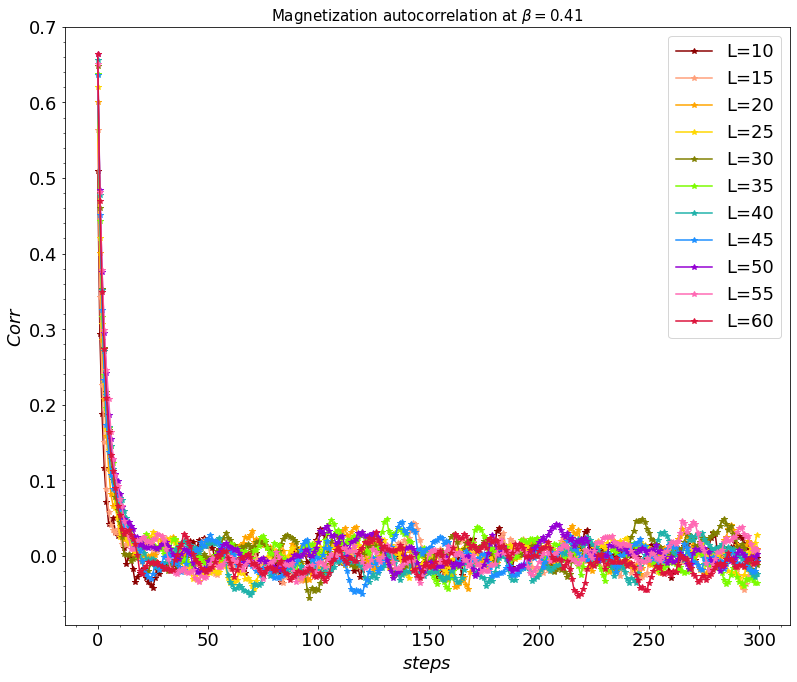 Magnetization autocorrelation at β = 0.41
0.7
0.6
0.5
0.4
0.3
0.2
0.1
0.0
Corr
0 50 100 150 200 250 300
steps
L=10
L=15
L=20
L=25
L=30
L=35
L=40
L=45
L=50
L=55
L=60